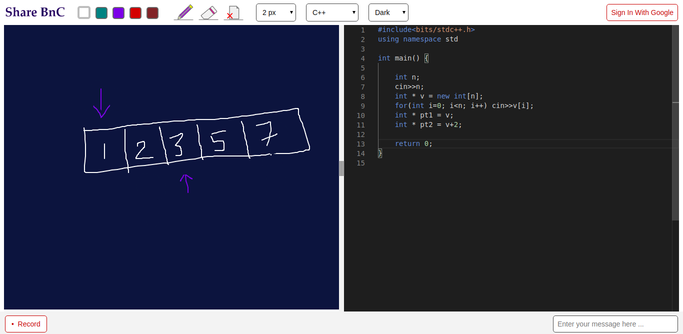 Share BnC
2 px
C++
Dark
Sign In With Google
1 2 3 5 7
1 #include<bits/stdc++.h>
2 using namespace std
3
4 int main() {
5
6 int n;
7 cin>>n;
8 int * v = new int[n];
9 for(int i=0; i<n; i++) cin>>v[i];
10 int * pt1 = v;
11 int * pt2 = v+2;
12
13 return 0;
14 }
15
• Record
Enter your message here ...